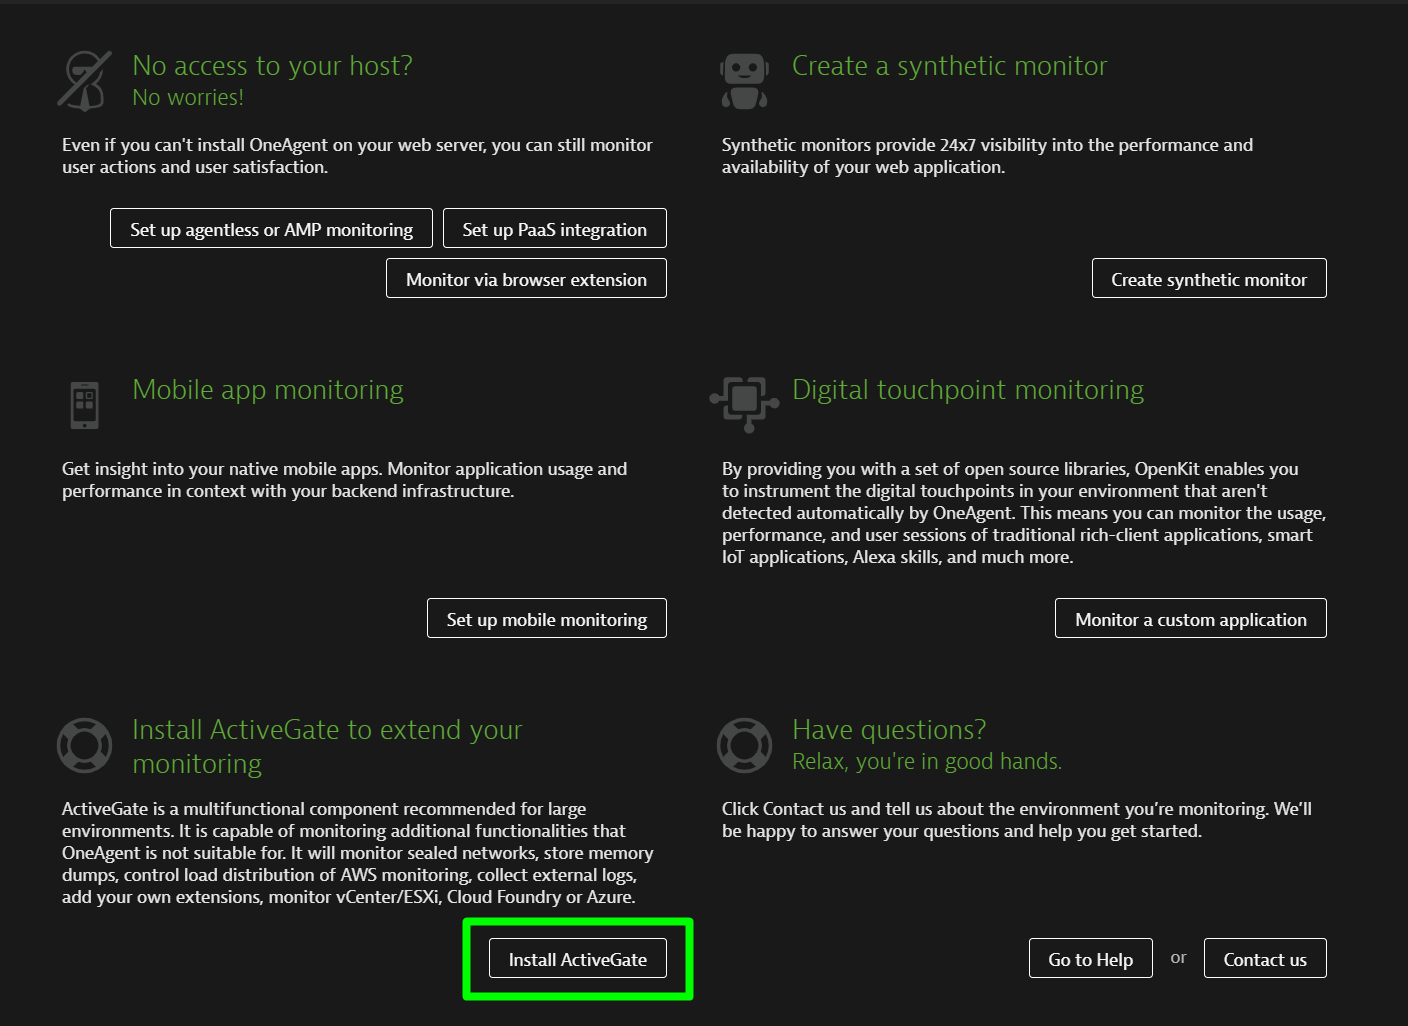 No access to your host?
No worries!
Even if you can't install OneAgent on your web server, you can still monitor
user actions and user satisfaction.
Set up agentless or AMP monitoring
Set up PaaS integration
Monitor via browser extension
Create a synthetic monitor
Synthetic monitors provide 24x7 visibility into the performance and
availability of your web application.
Create synthetic monitor
Mobile app monitoring
Get insight into your native mobile apps. Monitor application usage and
performance in context with your backend infrastructure.
Set up mobile monitoring
Digital touchpoint monitoring
By providing you with a set of open source libraries, OpenKit enables you
to instrument the digital touchpoints in your environment that aren't
detected automatically by OneAgent. This means you can monitor the usage,
performance, and user sessions of traditional rich-client applications, smart
IoT applications, Alexa skills, and much more.
Monitor a custom application
Install ActiveGate to extend your
monitoring
ActiveGate is a multifunctional component recommended for large
environments. It is capable of monitoring additional functionalities that
OneAgent is not suitable for. It will monitor sealed networks, store memory
dumps, control load distribution of AWS monitoring, collect external logs,
add your own extensions, monitor vCenter/ESXi, Cloud Foundry or Azure.
Install ActiveGate
Have questions?
Relax, you're in good hands.
Click Contact us and tell us about the environment you’re monitoring. We’ll
be happy to answer your questions and help you get started.
Go to Help
or
Contact us